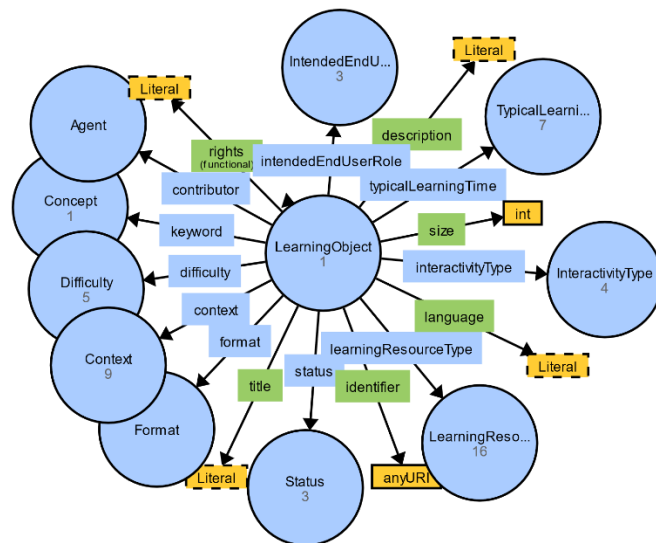 IntendedEndU...
3
Literal
Literal
description
TypicalLearni...
7
Agent
rights
(functional)
intendedEndUserRole
contributor
typicalLearningTime
Concept
1
keyword
size
int
LearningObject
1
Difficulty
5
difficulty
interactivityType
InteractivityType
4
context
language
format
learningResourceType
Context
9
status
Literal
title
identifier
Format
LearningReso...
16
Literal
Status
3
anyURI